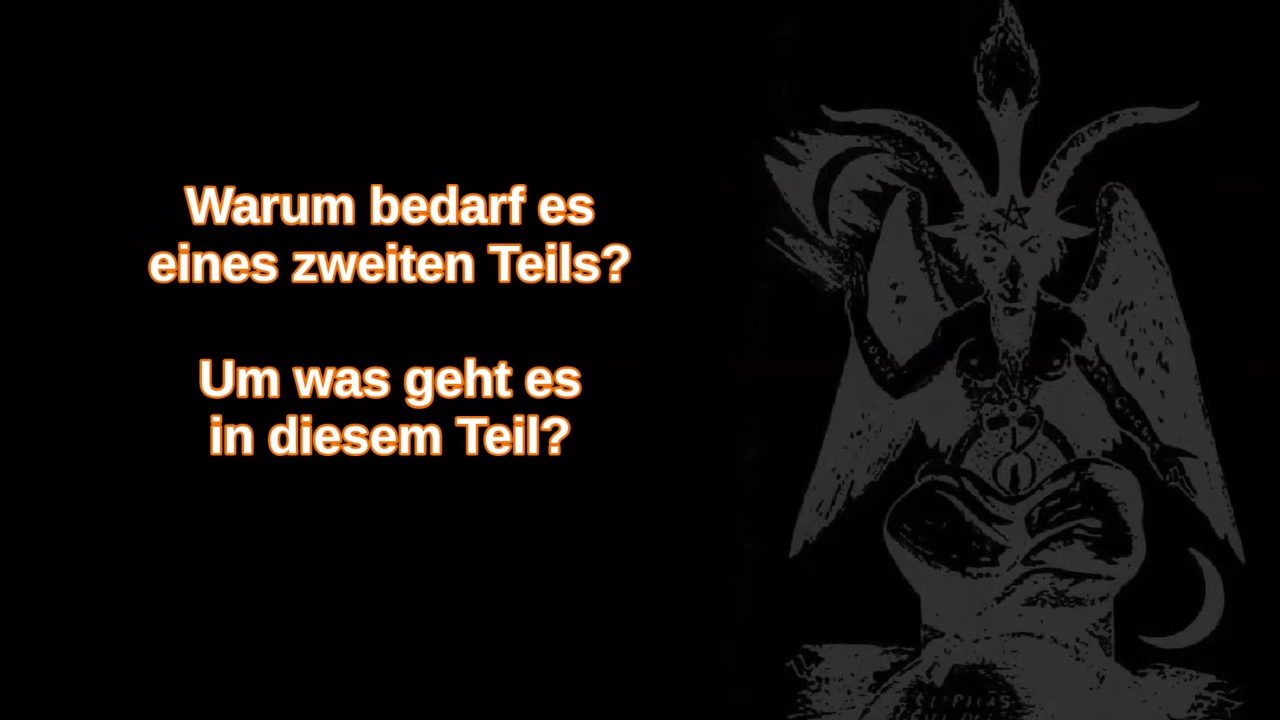 Warum bedarf es
eines zweiten Teils?
Um was geht es
in diesem Teil?